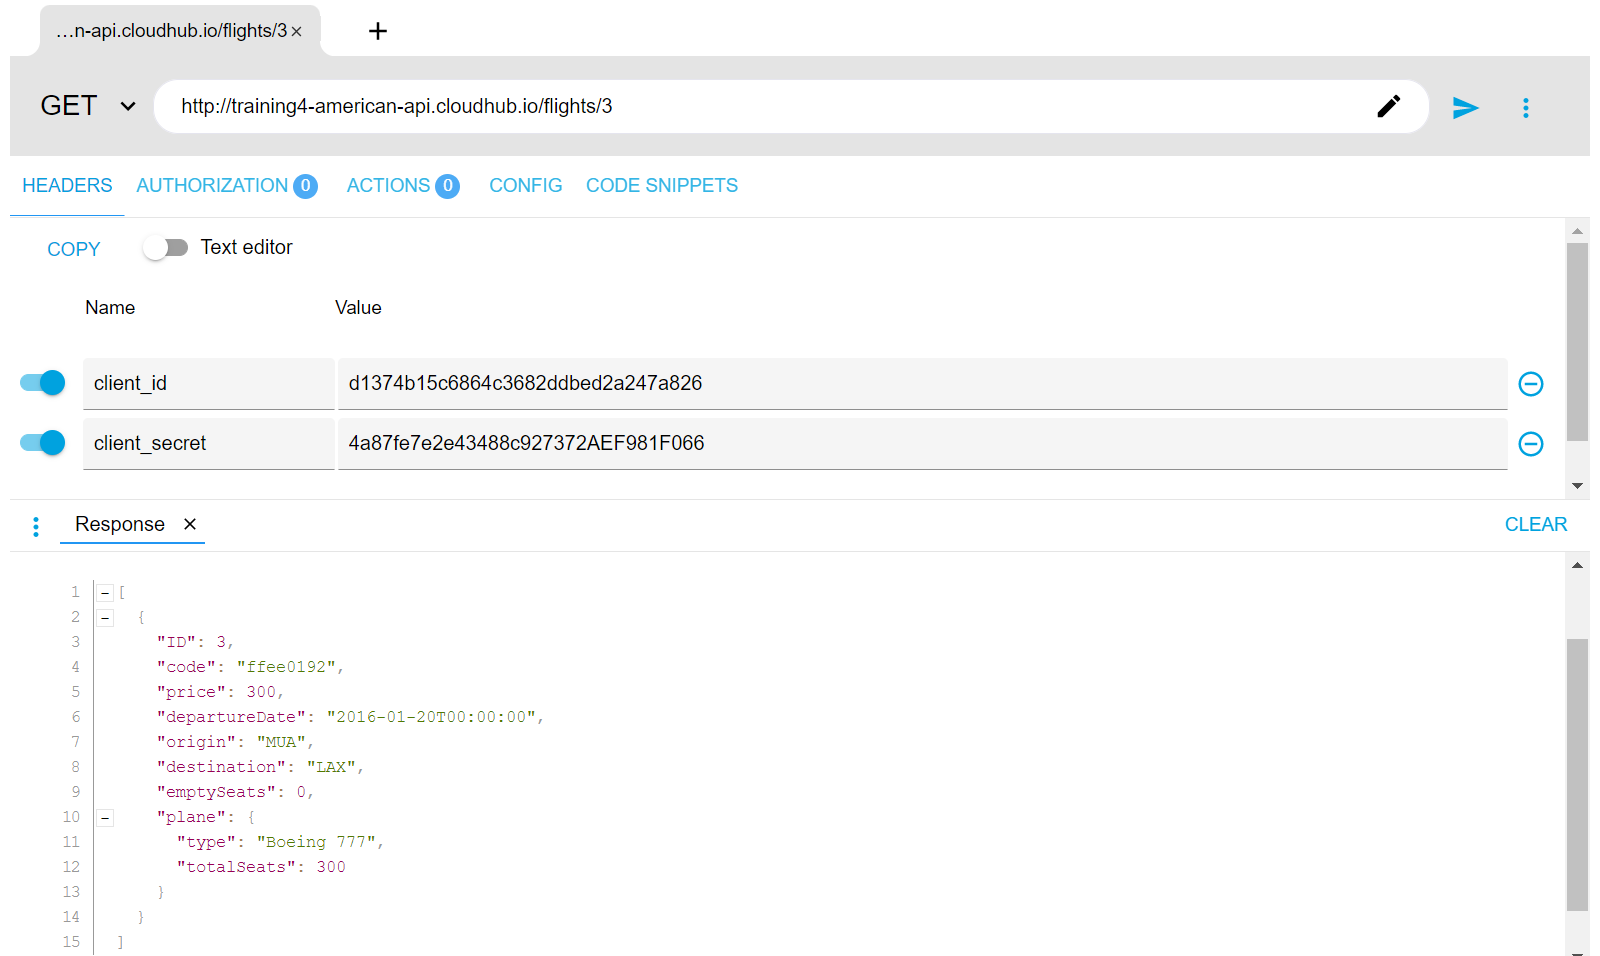 ...n-api.cloudhub.io/flights/3 ×
GET http://training4-american-api.cloudhub.io/flights/3
HEADERS AUTHORIZATION 0 ACTIONS 0 CONFIG CODE SNIPPETS
COPY Text editor
Name Value
client_id d1374b15c6864c3682ddbed2a247a826
client_secret 4a87fe7e2e43488c927372AEF981F066
Response × CLEAR
1 [
2 {
3 "ID": 3,
4 "code": "ffee0192",
5 "price": 300,
6 "departureDate": "2016-01-20T00:00:00",
7 "origin": "MUA",
8 "destination": "LAX",
9 "emptySeats": 0,
10 "plane": {
11 "type": "Boeing 777",
12 "totalSeats": 300
13 }
14 }
15 ]